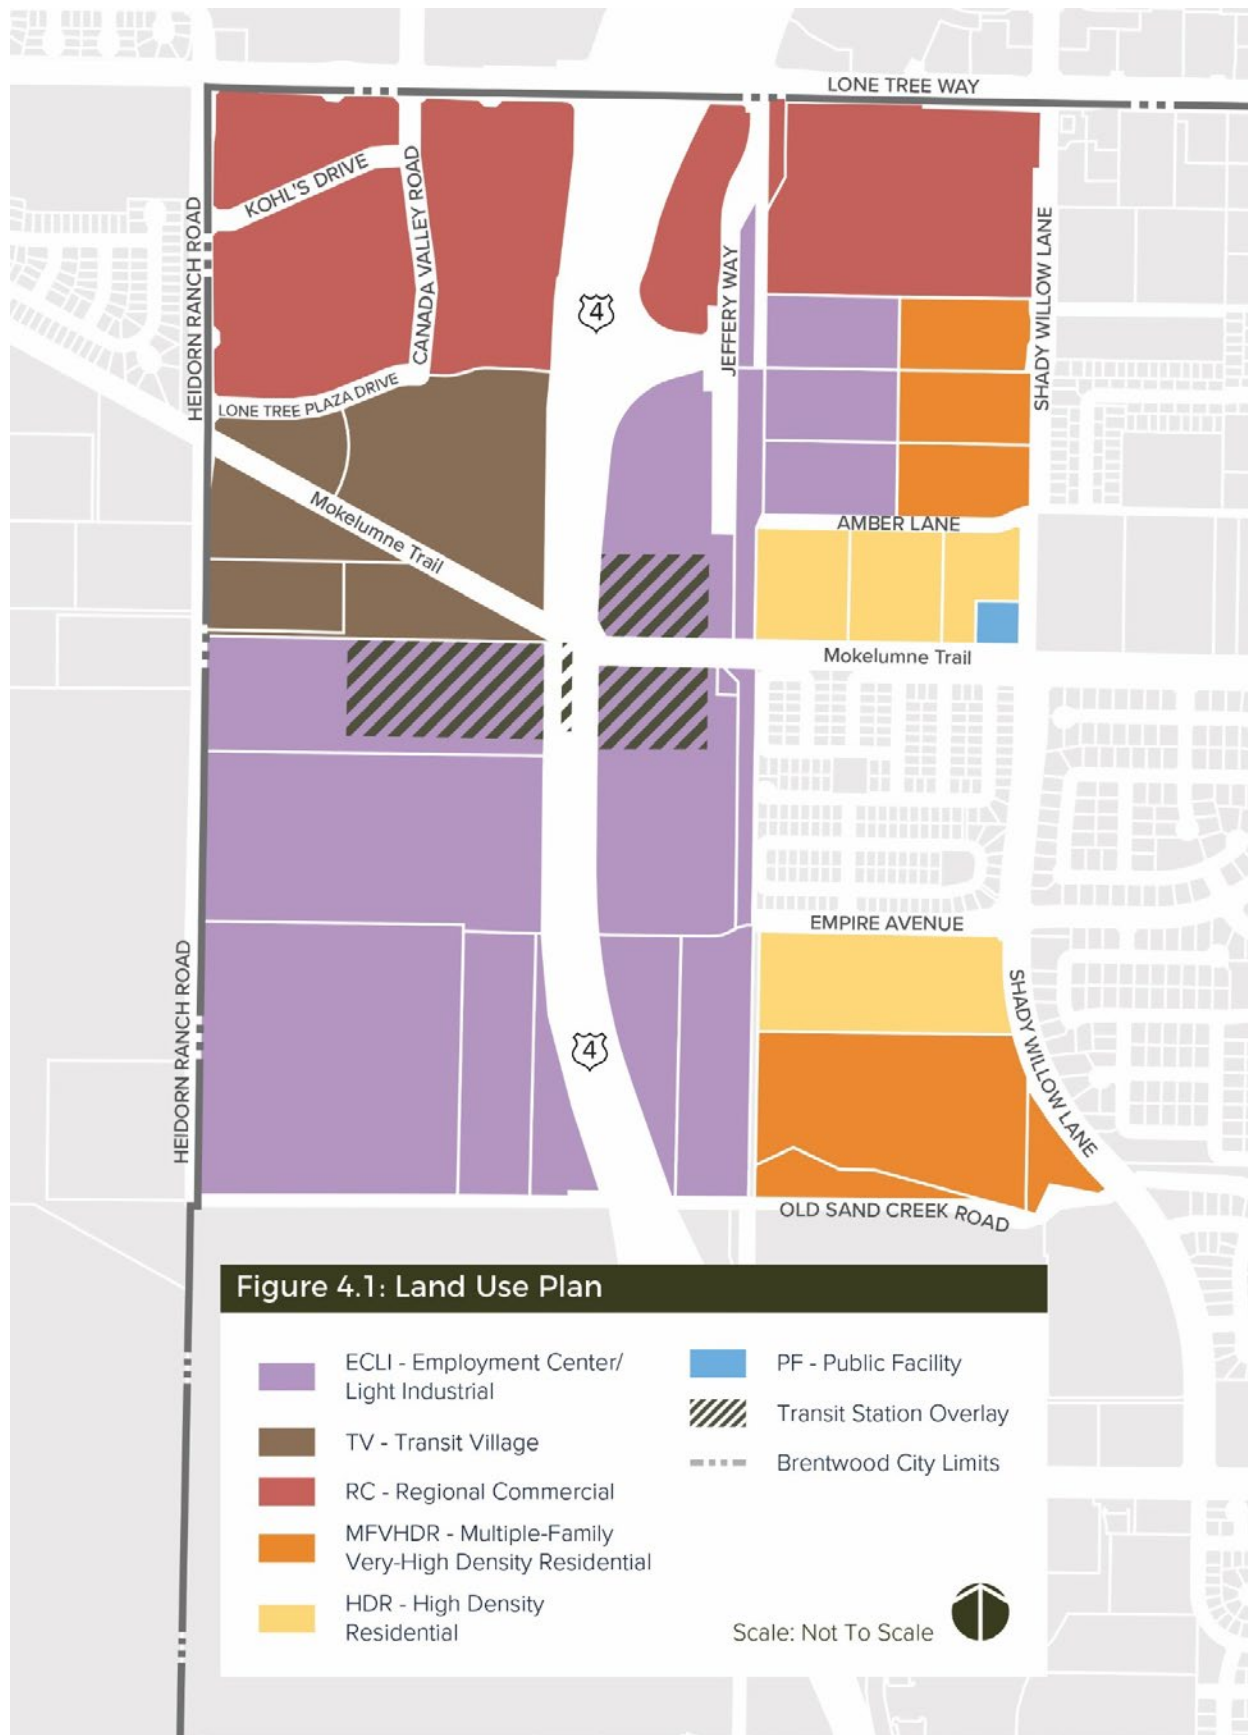 LONE TREE WAY
KOHL'S DRIVE
CANADA VALLEY ROAD
HEIDORN RANCH ROAD
SHADY WILLOW LANE
JEFFERY WAY
4
LONE TREE PLAZA DRIVE
Mokelumne Trail
AMBER LANE
Mokelumne Trail
EMPIRE AVENUE
HEIDORN RANCH ROAD
SHADY WILLOW LANE
4
OLD SAND CREEK ROAD
Figure 4.1: Land Use Plan
ECLI - Employment Center/
Light Industrial
TV - Transit Village
RC - Regional Commercial
MFVHDR - Multiple-Family
Very-High Density Residential
HDR - High Density
Residential
PF - Public Facility
Transit Station Overlay
Brentwood City Limits
Scale: Not To Scale